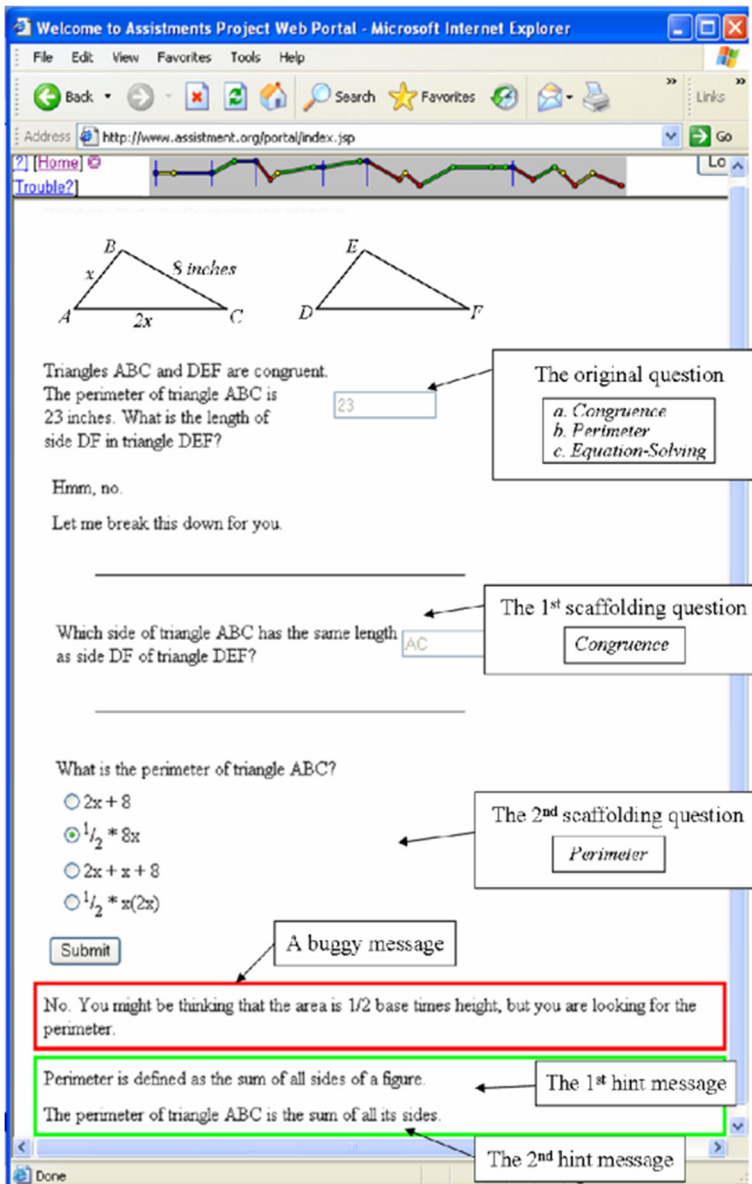 Welcome to Assistments Project Web Portal - Microsoft Internet Explorer
File Edit View Favorites Tools Help
Back Search Favorites Links
Address http://www.assistment.org/portal/index.jsp Go
?] [Home] © Lo
Trouble?]
B E
x 8 inches
A 2x C D F
Triangles ABC and DEF are congruent.
The perimeter of triangle ABC is
23 inches. What is the length of
side DF in triangle DEF?
23
The original question
a. Congruence
b. Perimeter
c. Equation-Solving
Hmm, no.
Let me break this down for you.
Which side of triangle ABC has the same length
as side DF of triangle DEF?
AC
The 1st scaffolding question
Congruence
What is the perimeter of triangle ABC?
2x + 8
1/2 * 8x
2x + x + 8
1/2 * x(2x)
The 2nd scaffolding question
Perimeter
Submit
A buggy message
No. You might be thinking that the area is 1/2 base times height, but you are looking for the
perimeter.
Perimeter is defined as the sum of all sides of a figure.
The 1st hint message
The perimeter of triangle ABC is the sum of all its sides.
The 2nd hint message
Done